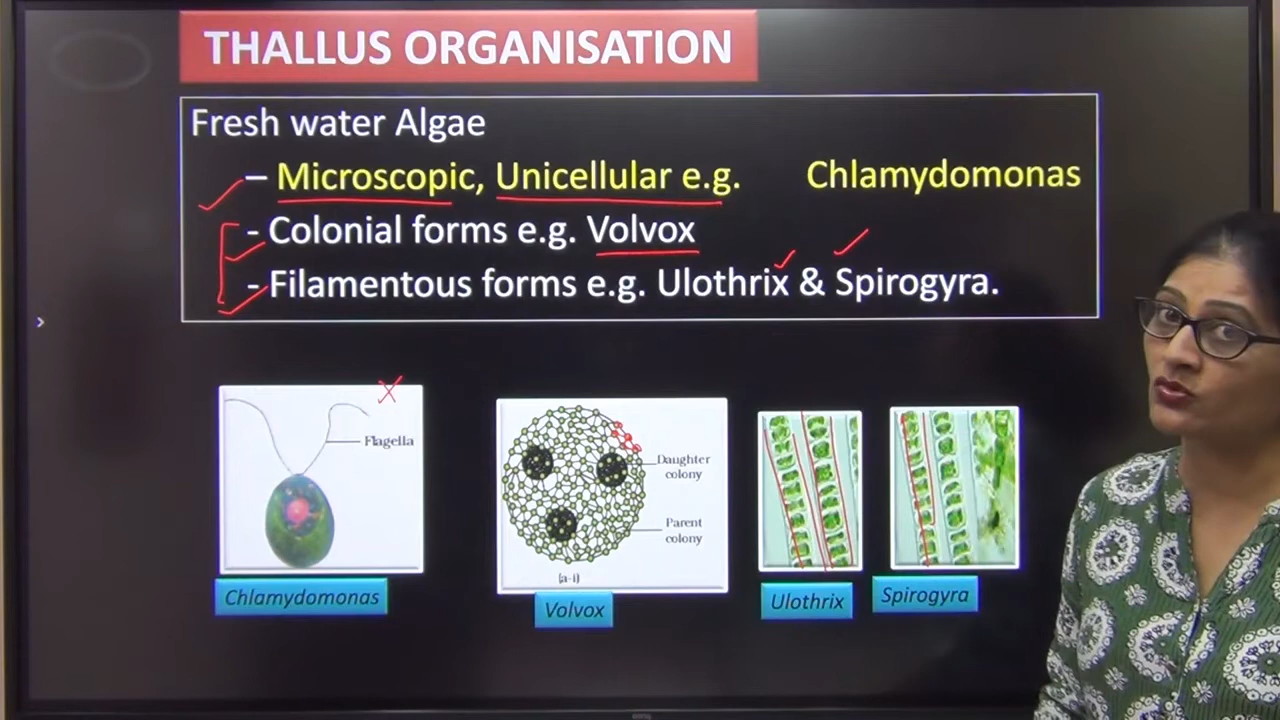 THALLUS ORGANISATION
Fresh water Algae
– Microscopic, Unicellular e.g. Chlamydomonas
- Colonial forms e.g. Volvox
- Filamentous forms e.g. Ulothrix & Spirogyra.
Flagella
Daughter
colony
Parent
colony
(a-i)
Chlamydomonas
Volvox
Ulothrix
Spirogyra